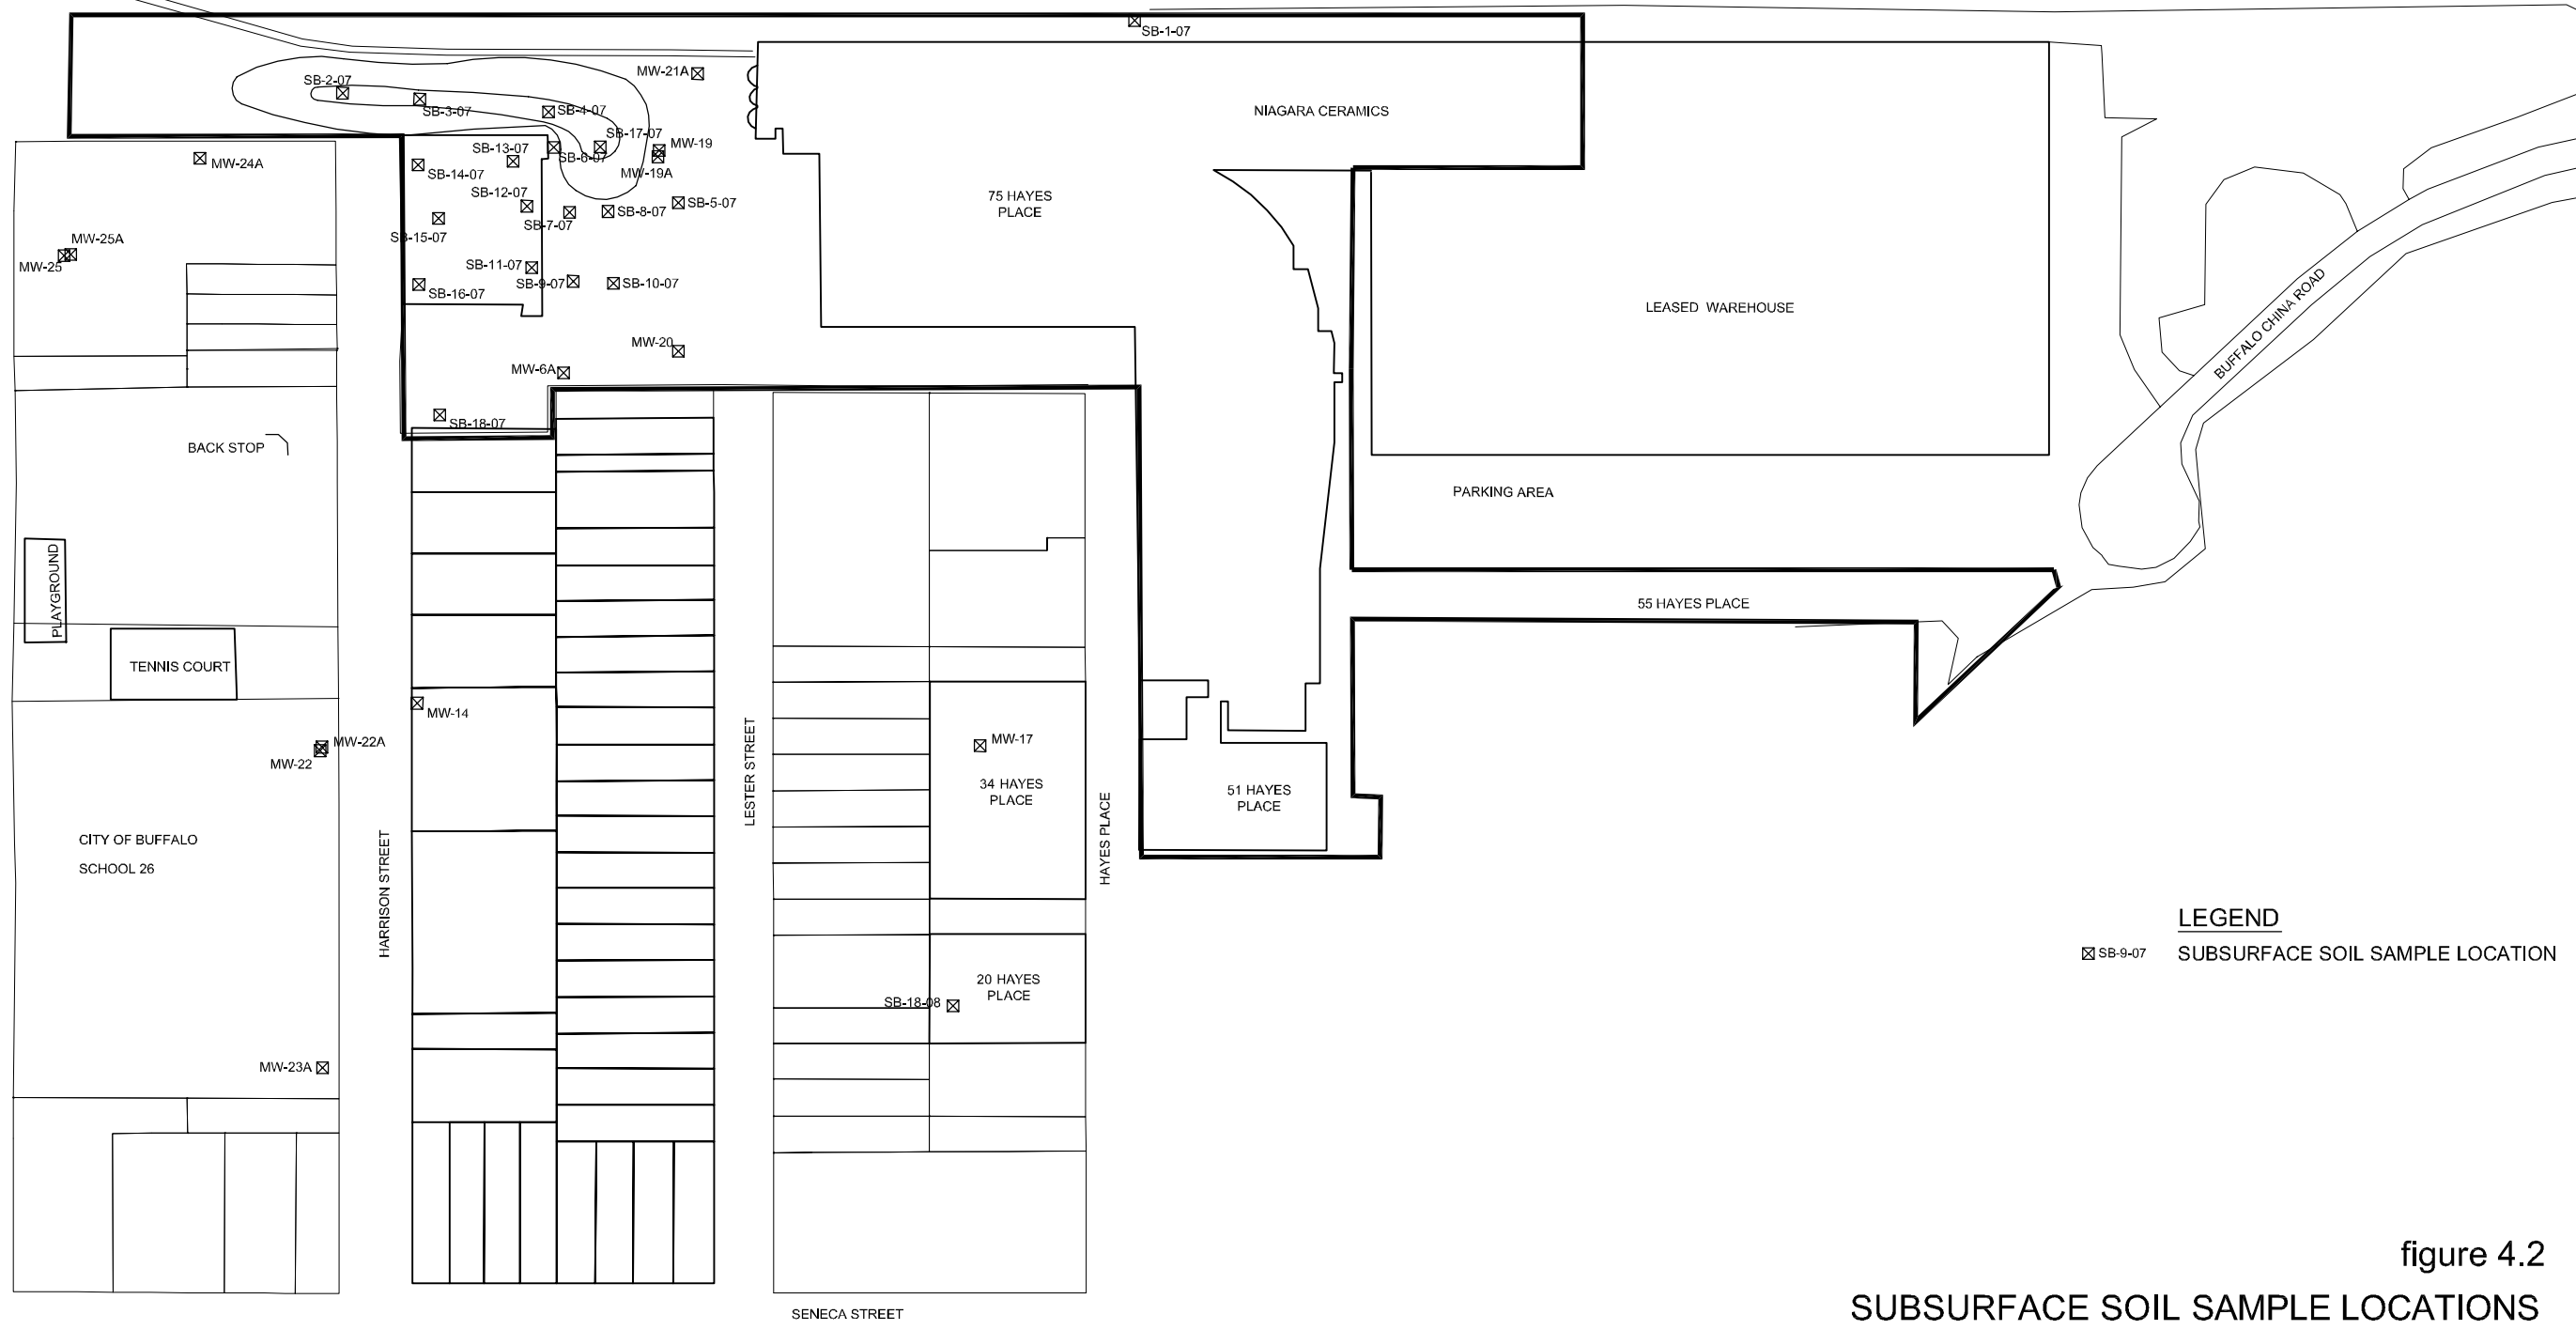 SB-1-07
MW-21A
SB-2-07
SB-3-07
SB-4-07
NIAGARA CERAMICS
SB-17-07
MW-19
SB-13-07
SB-6-07
MW-24A
SB-14-07
MW-19A
SB-12-07
75 HAYES
PLACE
SB-5-07
SB-8-07
SB-7-07
SB-15-07
MW-25A
MW-25
SB-11-07
SB-9-07
SB-10-07
SB-16-07
LEASED WAREHOUSE
BUFFALO CHINA ROAD
MW-20
MW-6A
SB-18-07
BACK STOP
PARKING AREA
PLAYGROUND
55 HAYES PLACE
TENNIS COURT
MW-14
MW-22A
MW-22
MW-17
LESTER STREET
34 HAYES
PLACE
51 HAYES
PLACE
HAYES PLACE
CITY OF BUFFALO
SCHOOL 26
HARRISON STREET
LEGEND
SB-9-07 SUBSURFACE SOIL SAMPLE LOCATION
20 HAYES
PLACE
SB-18-08
MW-23A
figure 4.2
SUBSURFACE SOIL SAMPLE LOCATIONS
SENECA STREET